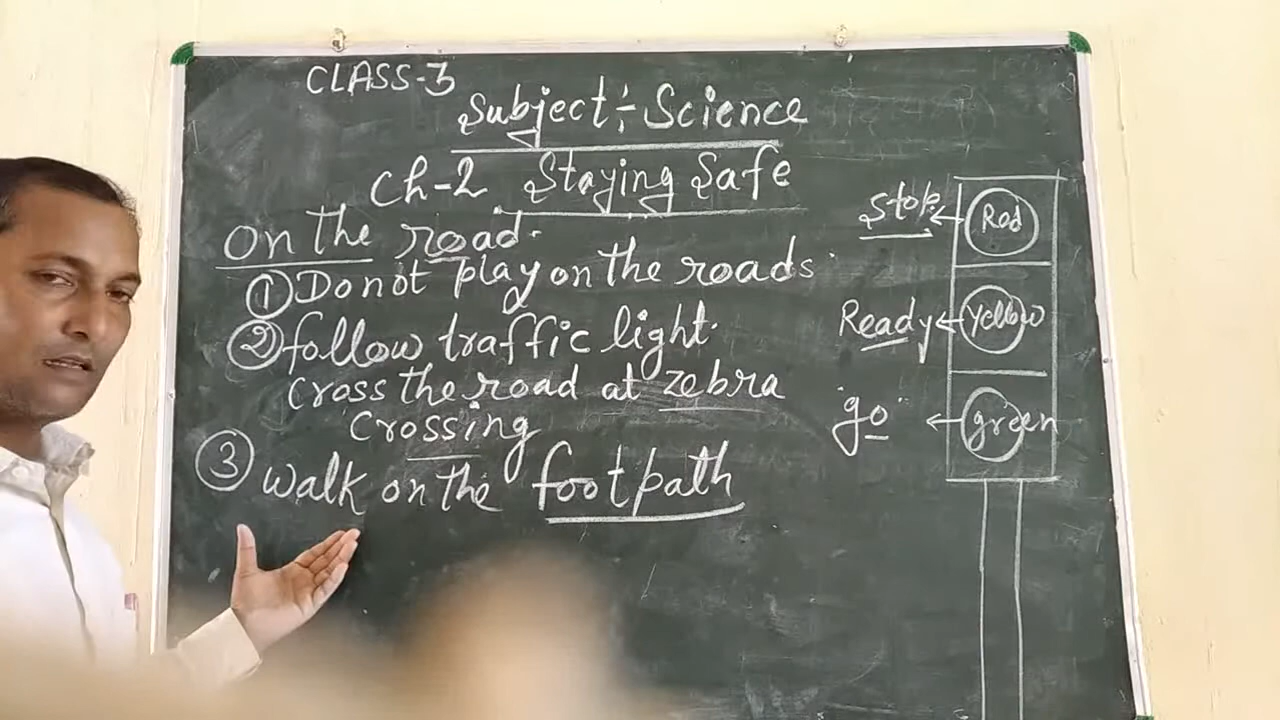 CLASS-3
Subject:- Science
Ch-2 Staying Safe
On the road.
① Do not play on the roads.
② follow traffic light.
Cross the road at zebra
Crossing
③ Walk on the footpath
Stop ← Red
Ready ← Yellow
"go" ← green